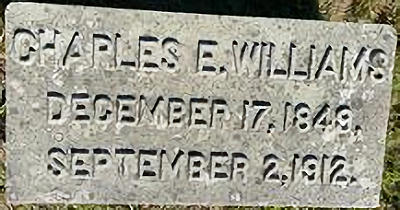 CHARLES E. WILLIAMS
DECEMBER 17, 1849.
SEPTEMBER 2, 1912.